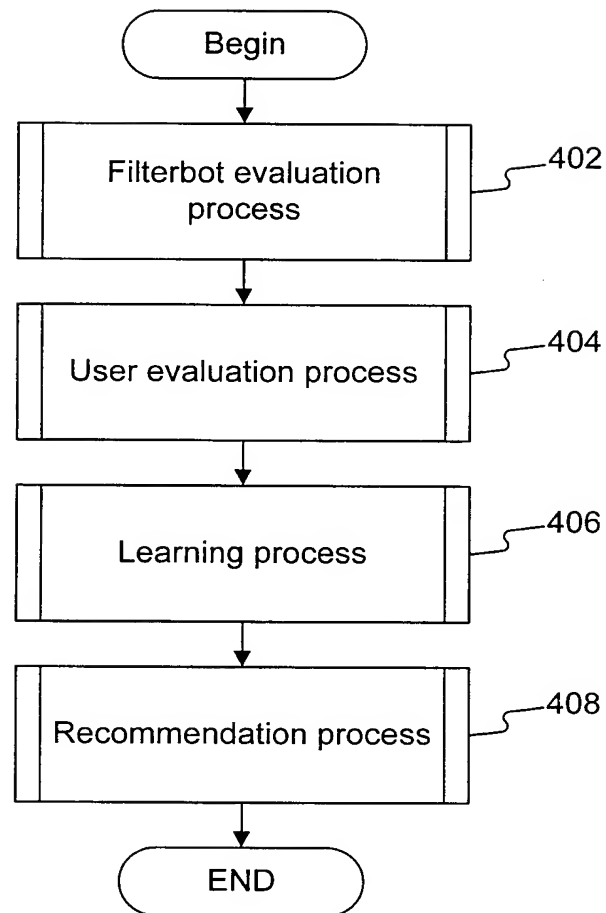 Begin
Filterbot evaluation
process
402
User evaluation process
404
Learning process
406
Recommendation process
408
END